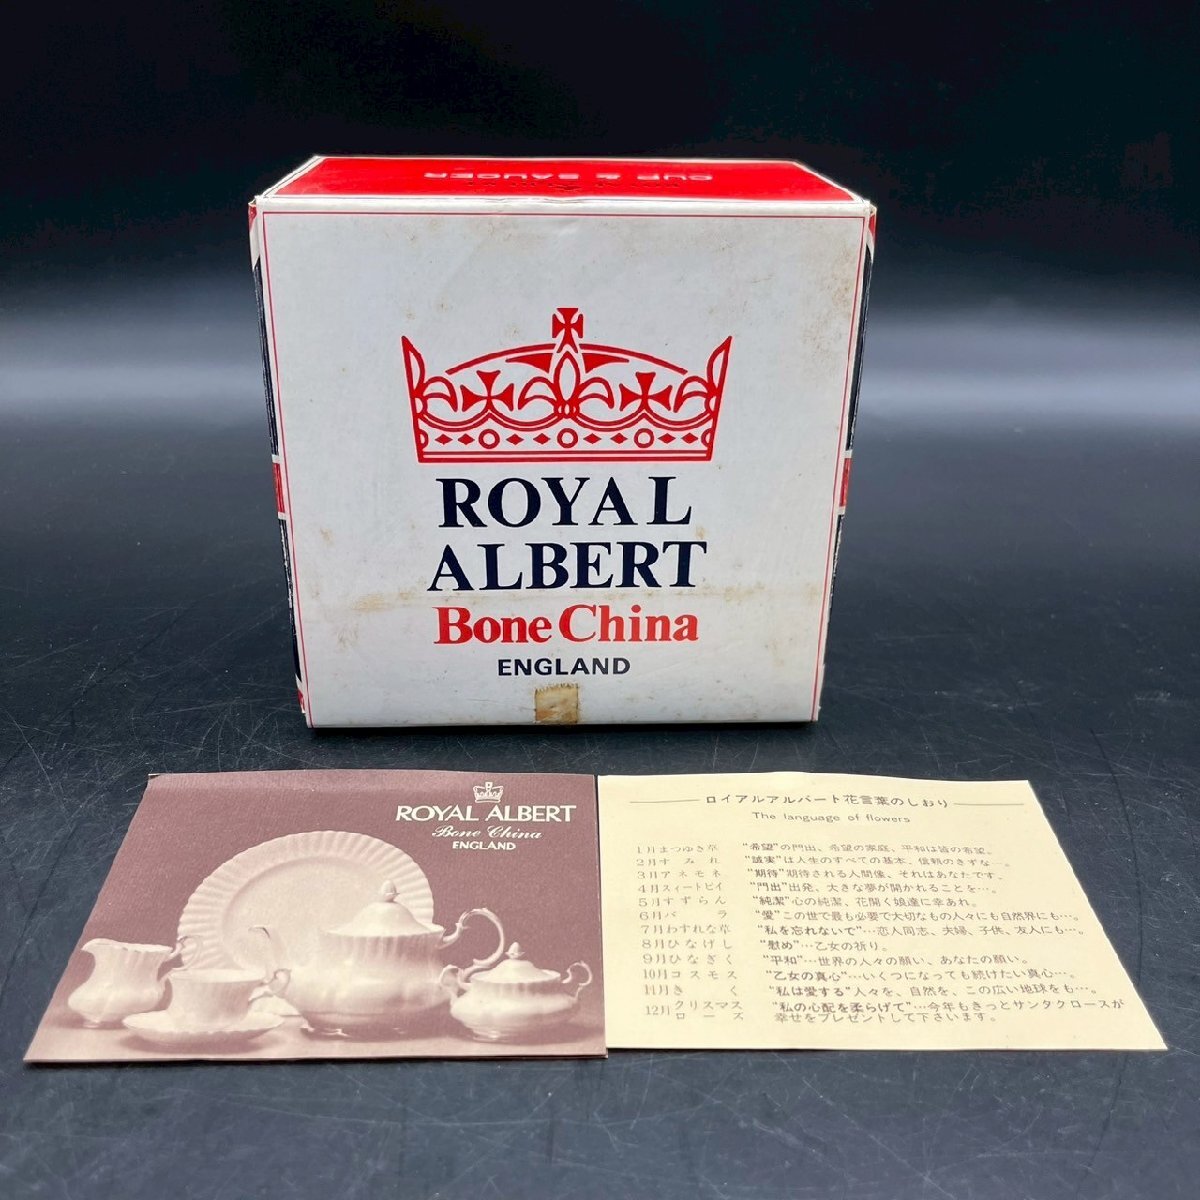 CUP & SAUCER
ROYAL
ALBERT
Bone China
ENGLAND
ROYAL ALBERT
Bone China
ENGLAND
ロイアルアルバート花言葉のしおり
The language of flowers
1月まつゆき草 "希望"の門出、希望の家庭、平和は皆の希望。
2月すみれ "誠実"は人生のすべての基本、信頼のきずな…。
3月アネモネ "期待"期待される人間像、それはあなたです。
4月スィートピイ "門出"出発、大きな夢が開かれることを…。
5月すずらん "純潔"心の純潔、花開く娘達に幸あれ。
6月バラ "愛"この世で最も必要で大切なもの人々にも自然界にも…。
7月わすれな草 "私を忘れないで"…恋人同志、夫婦、子供、友人にも…。
8月ひなげし "慰め"…乙女の祈り。
9月ひなぎく "平和"…世界の人々の願い、あなたの願い。
10月コスモス "乙女の真心"…いくつになっても続けたい真心…。
11月きく "私は愛する"人々を、自然を、この広い地球をも…。
12月クリスマスローズ "私の心配を柔らげて"…今年もきっとサンタクロースが
幸せをプレゼントして下さいます。